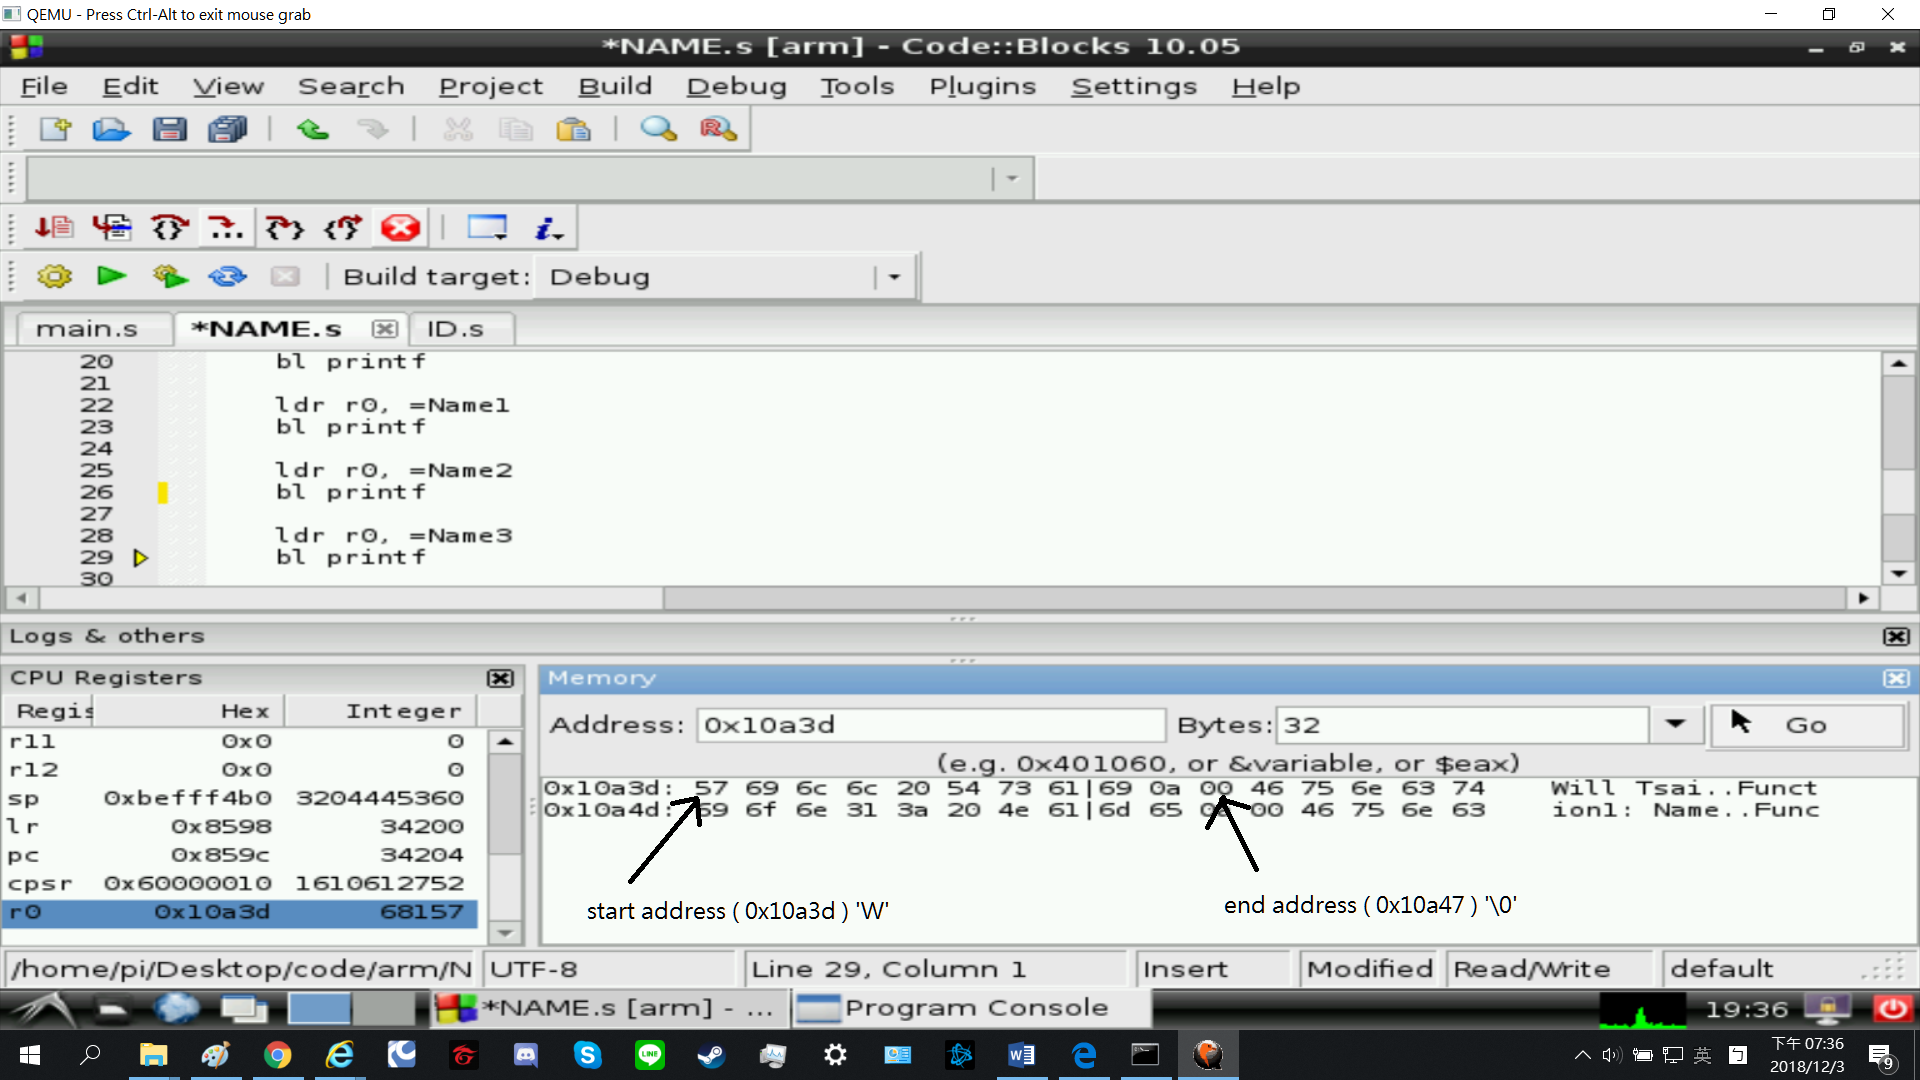 QEMU - Press Ctrl-Alt to exit mouse grab
*NAME.s [arm] - Code::Blocks 10.05
File Edit View Search Project Build Debug Tools Plugins Settings Help
Build target: Debug
main.s *NAME.s ID.s
20 bl printf
21
22 ldr r0, =Name1
23 bl printf
24
25 ldr r0, =Name2
26 bl printf
27
28 ldr r0, =Name3
29 bl printf
30
Logs & others
CPU Registers
Regis Hex Integer
r11 0x0 0
r12 0x0 0
sp 0xbefff4b0 3204445360
lr 0x8598 34200
pc 0x859c 34204
cpsr 0x60000010 1610612752
r0 0x10a3d 68157
Memory
Address: 0x10a3d Bytes: 32 Go
(e.g. 0x401060, or &variable, or $eax)
0x10a3d: 57 69 6c 6c 20 54 73 61|69 0a 00 46 75 6e 63 74 Will Tsai..Funct
0x10a4d: 69 6f 6e 31 3a 20 4e 61|6d 65 00 46 75 6e 63 ion1: Name..Func
start address ( 0x10a3d ) 'W'
end address ( 0x10a47 ) '\0'
/home/pi/Desktop/code/arm/N UTF-8 Line 29, Column 1 Insert Modified Read/Write default
*NAME.s [arm] - ... Program Console 19:36
英 下午 07:36
2018/12/3
9